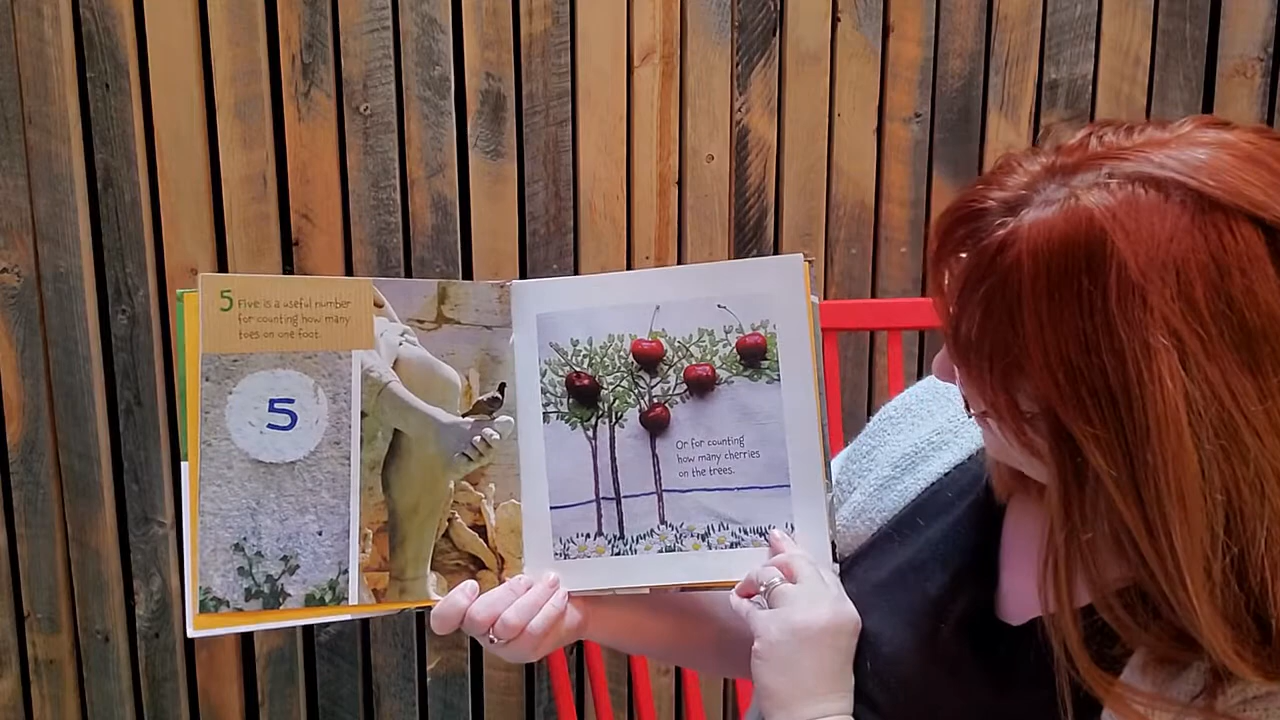 5 Five is a useful number
for counting how many
toes on one foot.
5
Or for counting
how many cherries
on the trees.